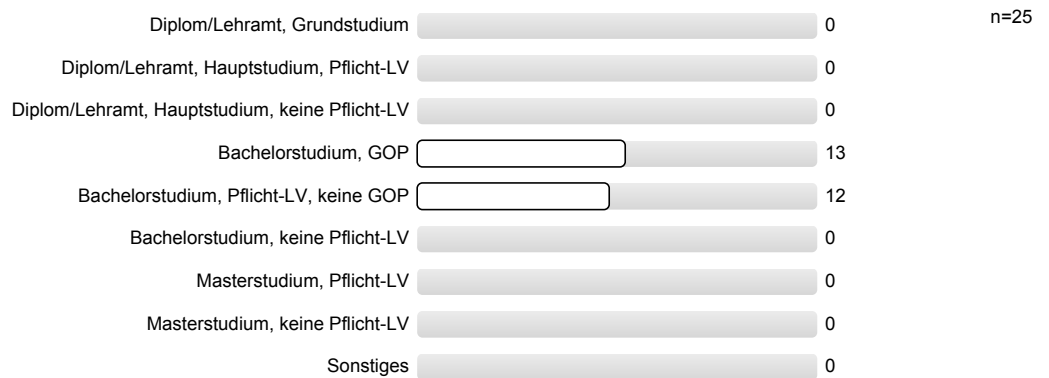 Diplom/Lehramt, Grundstudium 0 n=25
Diplom/Lehramt, Hauptstudium, Pflicht-LV 0
Diplom/Lehramt, Hauptstudium, keine Pflicht-LV 0
Bachelorstudium, GOP 13
Bachelorstudium, Pflicht-LV, keine GOP 12
Bachelorstudium, keine Pflicht-LV 0
Masterstudium, Pflicht-LV 0
Masterstudium, keine Pflicht-LV 0
Sonstiges 0